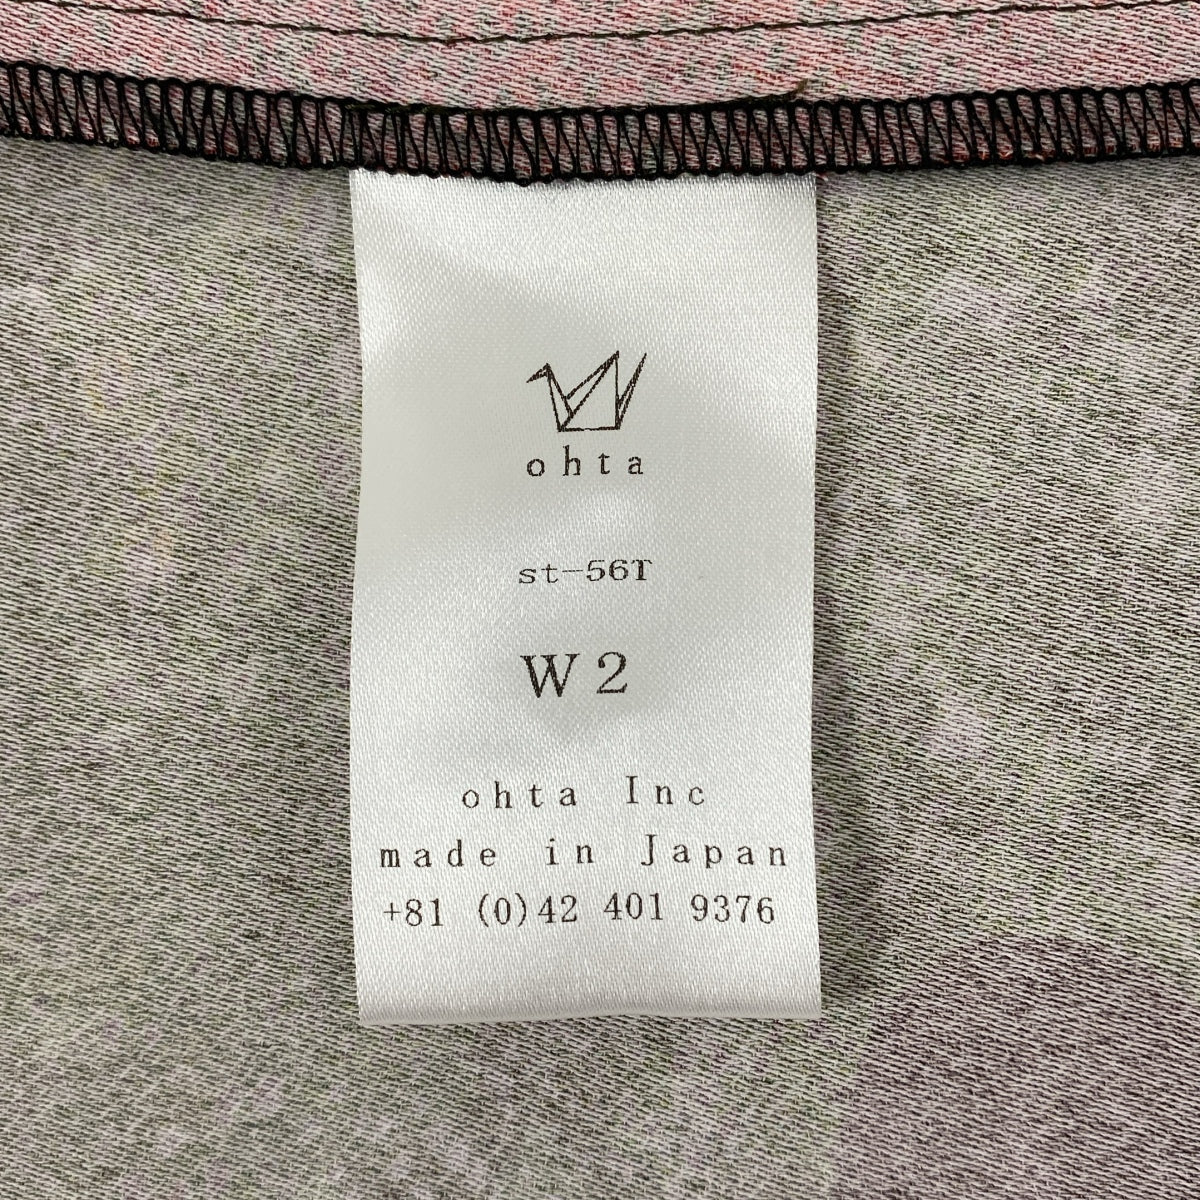 ohta
st-56T
W2
ohta Inc
made in Japan
+81 (0)42 401 9376